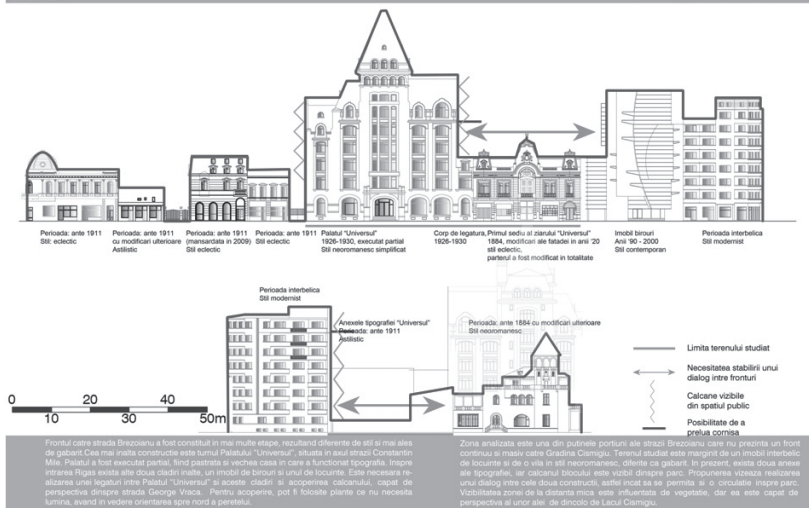 Perioada: ante 1911
Stil: eclectic
Perioada: ante 1911
cu modificari ulterioare
Astilistic
Perioada: ante 1911
(mansardata in 2009)
Stil eclectic
Perioada: ante 1911
Stil eclectic
Palatul "Universul"
1926-1930, executat partial
Stil neoromanesc simplificat
Corp de legatura,
1926-1930
Primul sediu al ziarului "Universul"
1884, modificari ale fatadei in anii '20
stil eclectic,
parterul a fost modificat in totalitate
Imobil birouri
Anii '90 - 2000
Stil contemporan
Perioada interbelica
Stil modernist
Perioada interbelica
Stil modernist
Anexele tipografiei "Universul"
Perioada: ante 1911
Astilistic
Perioada: ante 1884 cu modificari ulterioare
Stil neoromanesc
Limita terenului studiat
Necesitatea stabilirii unui
dialog intre fronturi
Calcane vizibile
din spatiul public
Posibilitate de a
prelua cornisa
0 20 30 40
10 30 50m
Frontul catre strada Brezoianu a fost constituit in mai multe etape, rezultand diferente de stil si mai ales
de gabarit.Cea mai inalta constructie este turnul Palatului "Universul", situata in axul strazii Constantin
Mile. Palatul a fost executat partial, fiind pastrata si vechea casa in care a functionat tipografia. Inspre
intrarea Rigas exista alte doua cladiri inalte, un imobil de birouri si unul de locuinte. Este necesara re-
alizarea unei legaturi intre Palatul "Universul" si aceste cladiri si acoperirea calcanului, capat de
perspectiva dinspre strada George Vraca. Pentru acoperire, pot fi folosite plante ce nu necesita
lumina, avand in vedere orientarea spre nord a peretelui.
Zona analizata este una din putinele portiuni ale strazii Brezoianu care nu prezinta un front
continuu si masiv catre Gradina Cismigiu. Terenul studiat este marginit de un imobil interbelic
de locuinte si de o vila in stil neoromanesc, diferite ca gabarit. In prezent, exista doua anexe
ale tipografiei, iar calcanul blocului este vizibil dinspre parc. Propunerea vizeaza realizarea
unui dialog intre cele doua constructii, astfel incat sa se permita si o circulatie inspre parc.
Vizibilitatea zonei de la distanta mica este influentata de vegetatie, dar ea este capat de
perspectiva al unor alei de dincolo de Lacul Cismigiu.